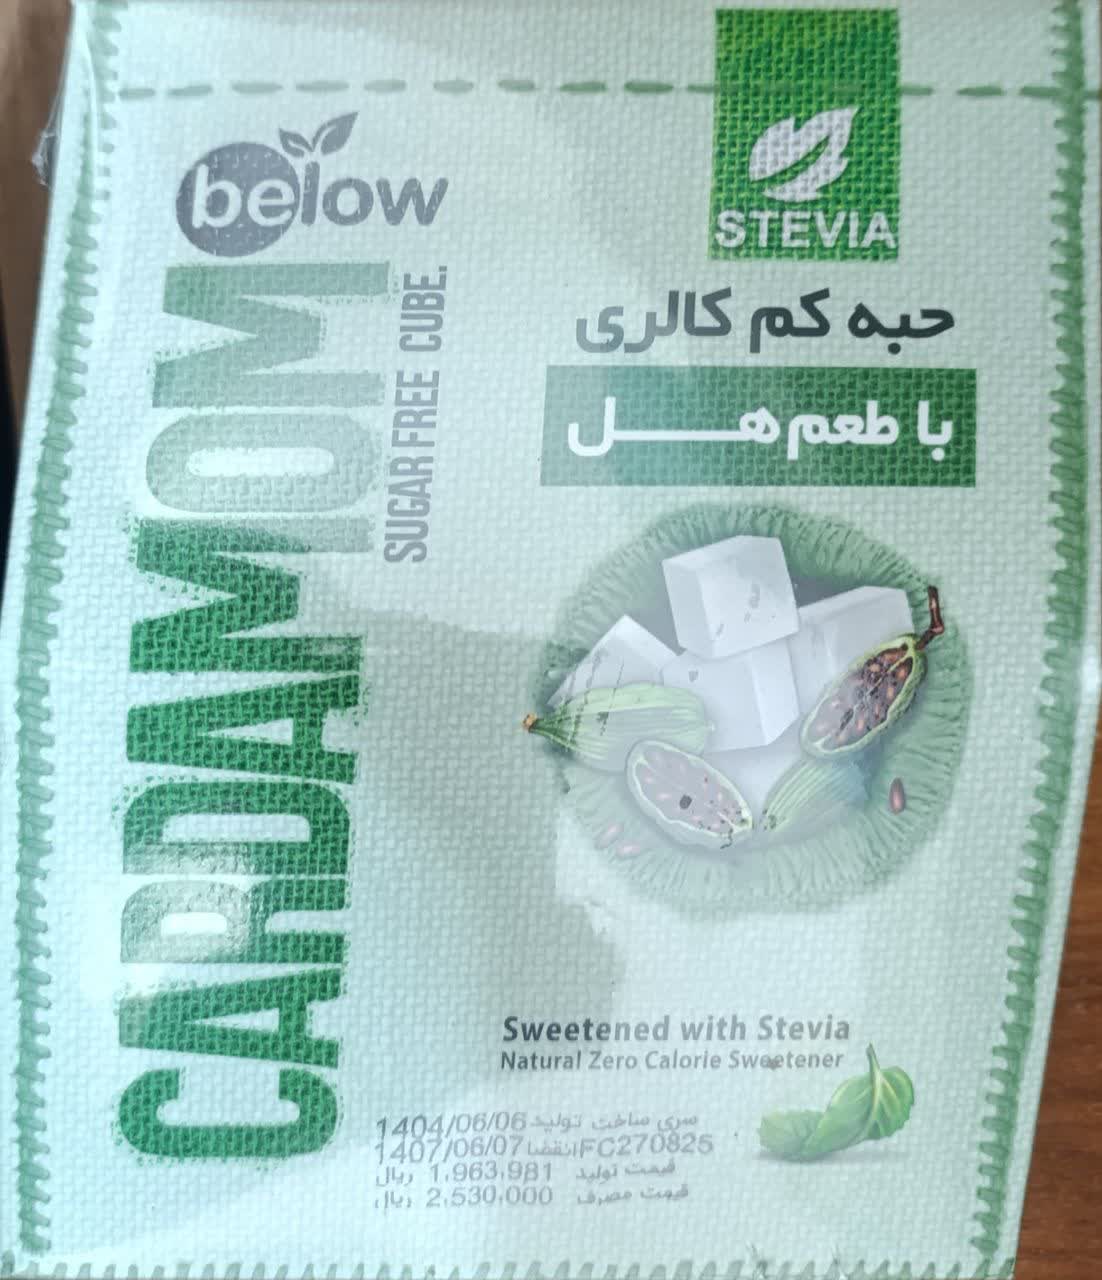 below
CARDAMOM
SUGAR FREE CUBE.
STEVIA
حبه کم کالری
با طعم هل
Sweetened with Stevia
Natural Zero Calorie Sweetener
سری ساخت تولید 1404/06/06
FC270825 انقضا 1407/06/07
قیمت تولید 1,963,981 ریال
قیمت مصرف 2,530,000 ریال